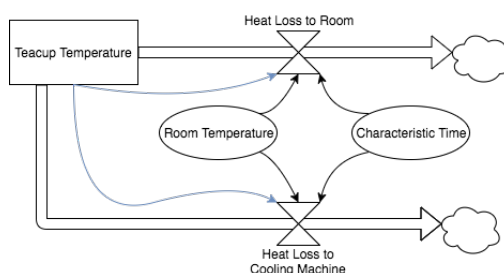 Heat Loss to Room
Teacup Temperature
Room Temperature
Characteristic Time
Heat Loss to
Cooling Machine